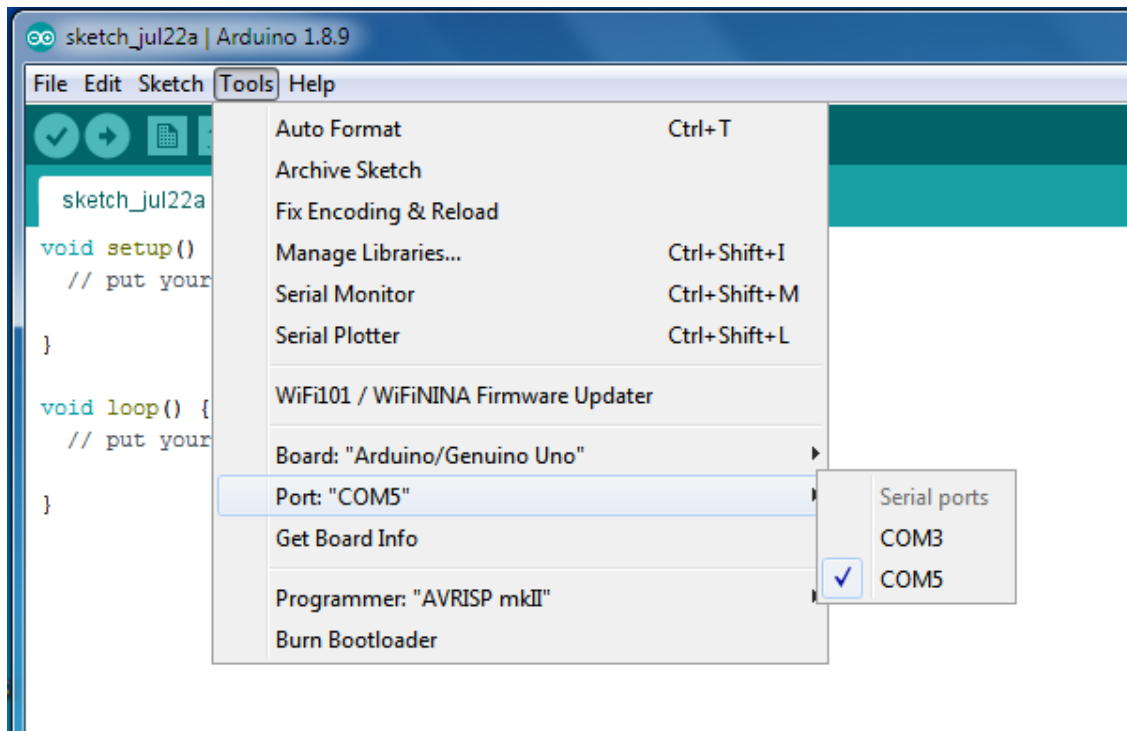 sketch_jul22a | Arduino 1.8.9
File Edit Sketch Tools Help
sketch_jul22a
void setup()
// put your
}
void loop() {
// put your
}
Auto Format Ctrl+T
Archive Sketch
Fix Encoding & Reload
Manage Libraries... Ctrl+Shift+I
Serial Monitor Ctrl+Shift+M
Serial Plotter Ctrl+Shift+L
WiFi101 / WiFiNINA Firmware Updater
Board: "Arduino/Genuino Uno"
Port: "COM5"
Get Board Info
Programmer: "AVRISP mkII"
Burn Bootloader
Serial ports
COM3
COM5